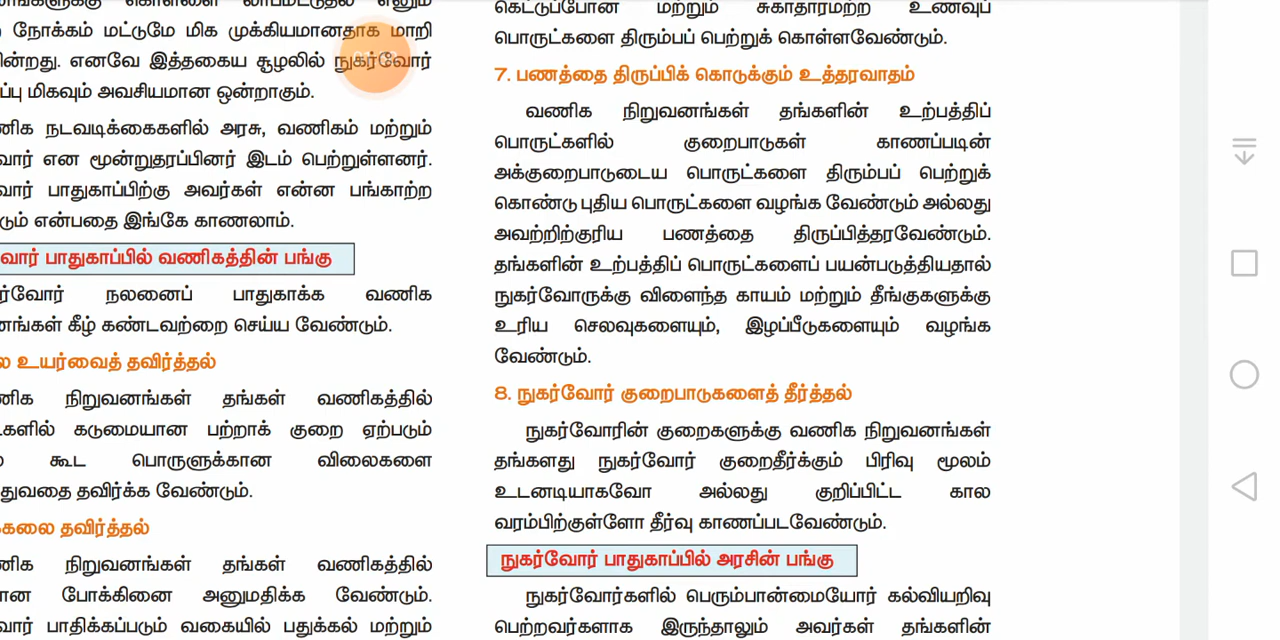 நோக்கம் மட்டுமே மிக முக்கியமானதாக மாறி
எனவே இத்தகைய சூழலில் நுகர்வோர்
மிகவும் அவசியமான ஒன்றாகும்.
நடவடிக்கைகளில் அரசு, வணிகம் மற்றும்
வோர் என மூன்றுதரப்பினர் இடம் பெற்றுள்ளனர்.
வோர் பாதுகாப்பிற்கு அவர்கள் என்ன பங்காற்ற
டும் என்பதை இங்கே காணலாம்.
வோர் பாதுகாப்பில் வணிகத்தின் பங்கு
ர்வோர் நலனைப் பாதுகாக்க வணிக
னங்கள் கீழ் கண்டவற்றை செய்ய வேண்டும்.
உயர்வைத் தவிர்த்தல்
ணிக நிறுவனங்கள் தங்கள் வணிகத்தில்
களில் கடுமையான பற்றாக் குறை ஏற்படும்
கூட பொருளுக்கான விலைகளை
துவதை தவிர்க்க வேண்டும்.
க்கலை தவிர்த்தல்
ணிக நிறுவனங்கள் தங்கள் வணிகத்தில்
ான போக்கினை அனுமதிக்க வேண்டும்.
வோர் பாதிக்கப்படும் வகையில் பதுக்கல் மற்றும்
கெட்டுப்போன மற்றும் சுகாதாரமற்ற உணவுப்
பொருட்களை திரும்பப் பெற்றுக் கொள்ளவேண்டும்.
7. பணத்தை திருப்பிக் கொடுக்கும் உத்தரவாதம்
வணிக நிறுவனங்கள் தங்களின் உற்பத்திப்
பொருட்களில் குறைபாடுகள் காணப்படின்
அக்குறைபாடுடைய பொருட்களை திரும்பப் பெற்றுக்
கொண்டு புதிய பொருட்களை வழங்க வேண்டும் அல்லது
அவற்றிற்குரிய பணத்தை திருப்பித்தரவேண்டும்.
தங்களின் உற்பத்திப் பொருட்களைப் பயன்படுத்தியதால்
நுகர்வோருக்கு விளைந்த காயம் மற்றும் தீங்குகளுக்கு
உரிய செலவுகளையும், இழப்பீடுகளையும் வழங்க
வேண்டும்.
8. நுகர்வோர் குறைபாடுகளைத் தீர்த்தல்
நுகர்வோரின் குறைகளுக்கு வணிக நிறுவனங்கள்
தங்களது நுகர்வோர் குறைதீர்க்கும் பிரிவு மூலம்
உடனடியாகவோ அல்லது குறிப்பிட்ட கால
வரம்பிற்குள்ளோ தீர்வு காணப்படவேண்டும்.
நுகர்வோர் பாதுகாப்பில் அரசின் பங்கு
நுகர்வோர்களில் பெரும்பான்மையோர் கல்வியறிவு
பெற்றவர்களாக இருந்தாலும் அவர்கள் தங்களின்